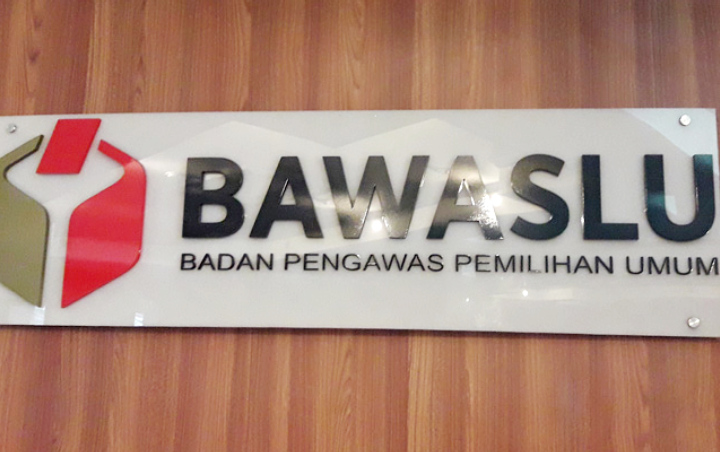 BAWASLU
BADAN PENGAWAS PEMILIHAN UMUM